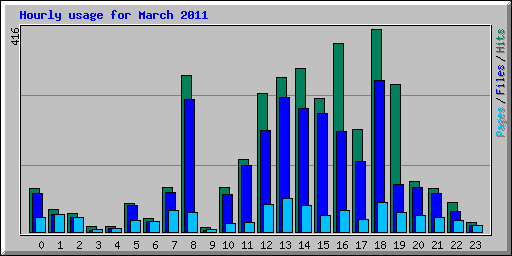 Hourly usage for March 2011
416
Pages / Files / Hits
0 1 2 3 4 5 6 7 8 9 10 11 12 13 14 15 16 17 18 19 20 21 22 23